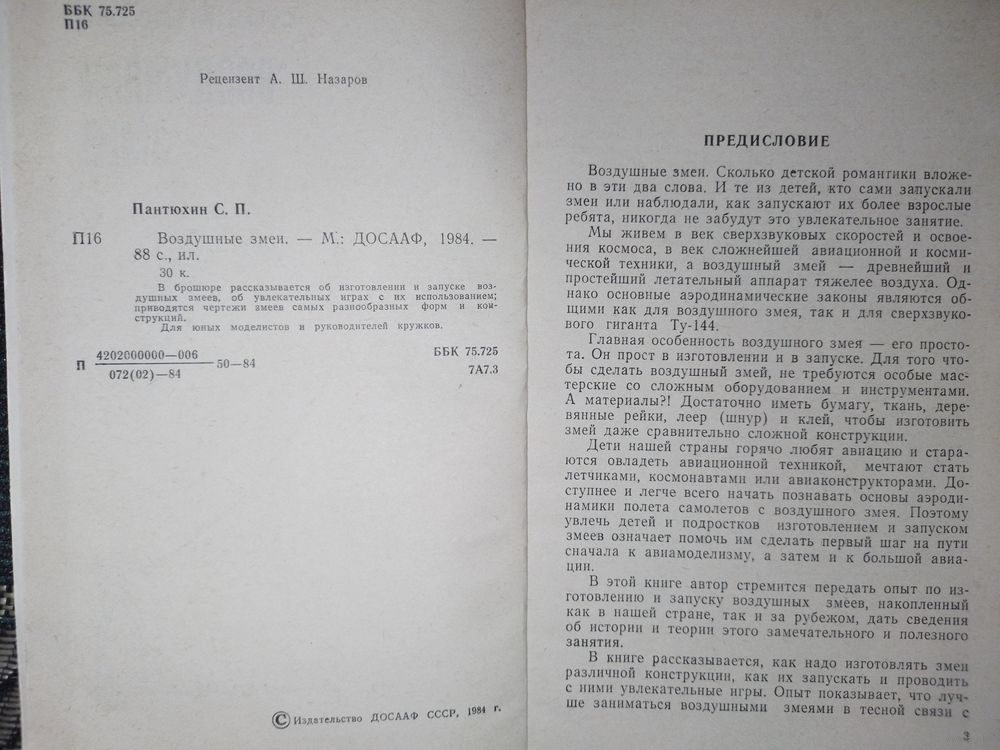 ББК 75.725
П16
Рецензент А. Ш. Назаров
Пантюхин С. П.
П16 Воздушные змеи. — М.: ДОСААФ, 1984. —
88 с., ил.
30 к.
В брошюре рассказывается об изготовлении и запуске воз-
душных змеев, об увлекательных играх с их использованием;
приводятся чертежи змеев самых разнообразных форм и кон-
струкций.
Для юных моделистов и руководителей кружков.
П 4202000000—006
072(02)—84
50—84
ББК 75.725
7А7.3
© Издательство ДОСААФ СССР, 1984 г.
ПРЕДИСЛОВИЕ
Воздушные змеи. Сколько детской романтики вложе-
но в эти два слова. И те из детей, кто сами запускали
змеи или наблюдали, как запускают их более взрослые
ребята, никогда не забудут это увлекательное занятие.
Мы живем в век сверхзвуковых скоростей и освое-
ния космоса, в век сложнейшей авиационной и косми-
ческой техники, а воздушный змей — древнейший и
простейший летательный аппарат тяжелее воздуха. Од-
нако основные аэродинамические законы являются об-
щими как для воздушного змея, так и для сверхзвуко-
вого гиганта Ту-144.
Главная особенность воздушного змея — его просто-
та. Он прост в изготовлении и в запуске. Для того что-
бы сделать воздушный змей, не требуются особые мас-
терские со сложным оборудованием и инструментами.
А материалы?! Достаточно иметь бумагу, ткань, дере-
вянные рейки, леер (шнур) и клей, чтобы изготовить
змей даже сравнительно сложной конструкции.
Дети нашей страны горячо любят авиацию и стара-
ются овладеть авиационной техникой, мечтают стать
летчиками, космонавтами или авиаконструкторами. До-
ступнее и легче всего начать познавать основы аэроди-
намики полета самолетов с воздушного змея. Поэтому
увлечь детей и подростков изготовлением и запуском
змеев означает помочь им сделать первый шаг на пути
сначала к авиамоделизму, а затем и к большой авиа-
ции.
В этой книге автор стремится передать опыт по из-
готовлению и запуску воздушных змеев, накопленный
как в нашей стране, так и за рубежом, дать сведения
об истории и теории этого замечательного и полезного
занятия.
В книге рассказывается, как надо изготовлять змеи
различной конструкции, как их запускать и проводить
с ними увлекательные игры. Опыт показывает, что луч-
ше заниматься воздушными змеями в тесной связи с
3